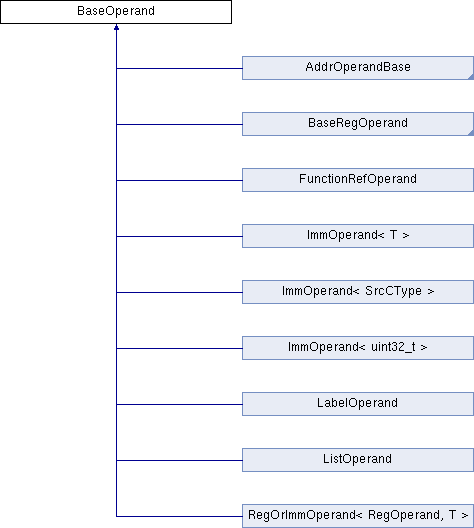 BaseOperand
AddrOperandBase
BaseRegOperand
FunctionRefOperand
ImmOperand< T >
ImmOperand< SrcCType >
ImmOperand< uint32_t >
LabelOperand
ListOperand
RegOrImmOperand< RegOperand, T >